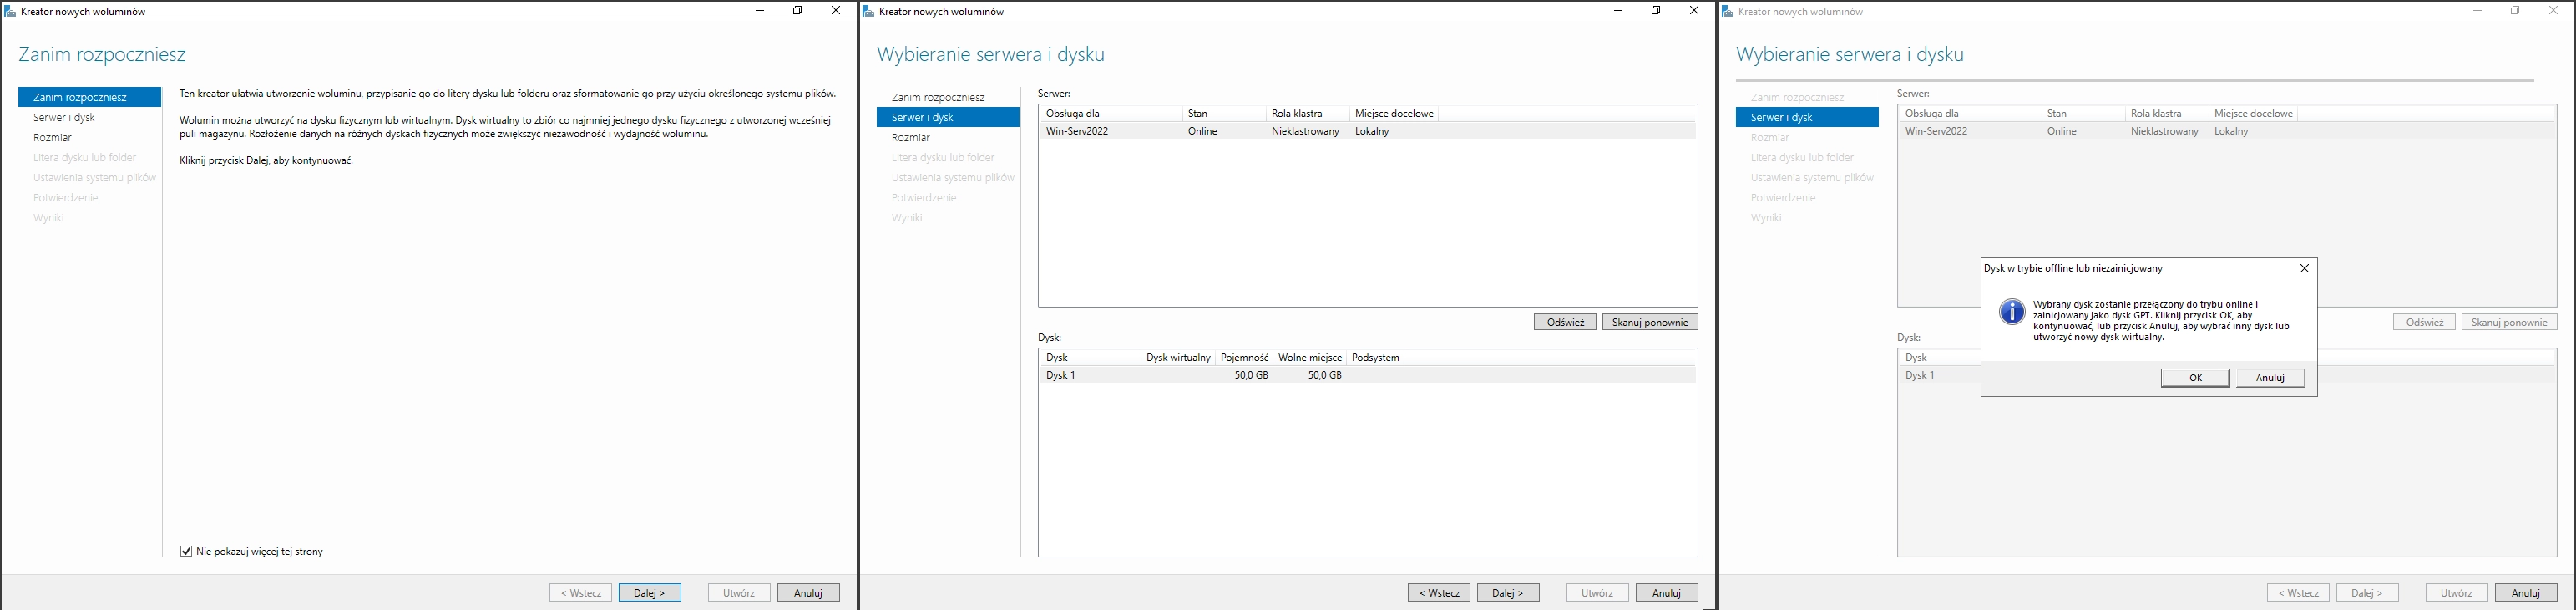 Kreator nowych woluminów
Zanim rozpoczniesz
Zanim rozpoczniesz
Serwer i dysk
Rozmiar
Litera dysku lub folder
Ustawienia systemu plików
Potwierdzenie
Wyniki
Ten kreator ułatwia utworzenie woluminu, przypisanie go do litery dysku lub folderu oraz sformatowanie go przy użyciu określonego systemu plików.
Wolumin można utworzyć na dysku fizycznym lub wirtualnym. Dysk wirtualny to zbiór co najmniej jednego dysku fizycznego z utworzonej wcześniej
puli magazynu. Rozłożenie danych na różnych dyskach fizycznych może zwiększyć niezawodność i wydajność woluminu.
Kliknij przycisk Dalej, aby kontynuować.
Nie pokazuj więcej tej strony
< Wstecz Dalej > Utwórz Anuluj
Kreator nowych woluminów
Wybieranie serwera i dysku
Zanim rozpoczniesz
Serwer i dysk
Rozmiar
Litera dysku lub folder
Ustawienia systemu plików
Potwierdzenie
Wyniki
Serwer:
Obsługa dla Stan Rola klastra Miejsce docelowe
Win-Serv2022 Online Nieklastrowany Lokalny
Odśwież Skanuj ponownie
Dysk:
Dysk Dysk wirtualny Pojemność Wolne miejsce Podsystem
Dysk 1 50,0 GB 50,0 GB
< Wstecz Dalej > Utwórz Anuluj
Kreator nowych woluminów
Wybieranie serwera i dysku
Zanim rozpoczniesz
Serwer i dysk
Rozmiar
Litera dysku lub folder
Ustawienia systemu plików
Potwierdzenie
Wyniki
Serwer:
Obsługa dla Stan Rola klastra Miejsce docelowe
Win-Serv2022 Online Nieklastrowany Lokalny
Odśwież Skanuj ponownie
Dysk:
Dysk
Dysk 1
Dysk w trybie offline lub niezainicjowany
Wybrany dysk zostanie przełączony do trybu online i
zainicjowany jako dysk GPT. Kliknij przycisk OK, aby
kontynuować, lub przycisk Anuluj, aby wybrać inny dysk lub
utworzyć nowy dysk wirtualny.
OK Anuluj
< Wstecz Dalej > Utwórz Anuluj